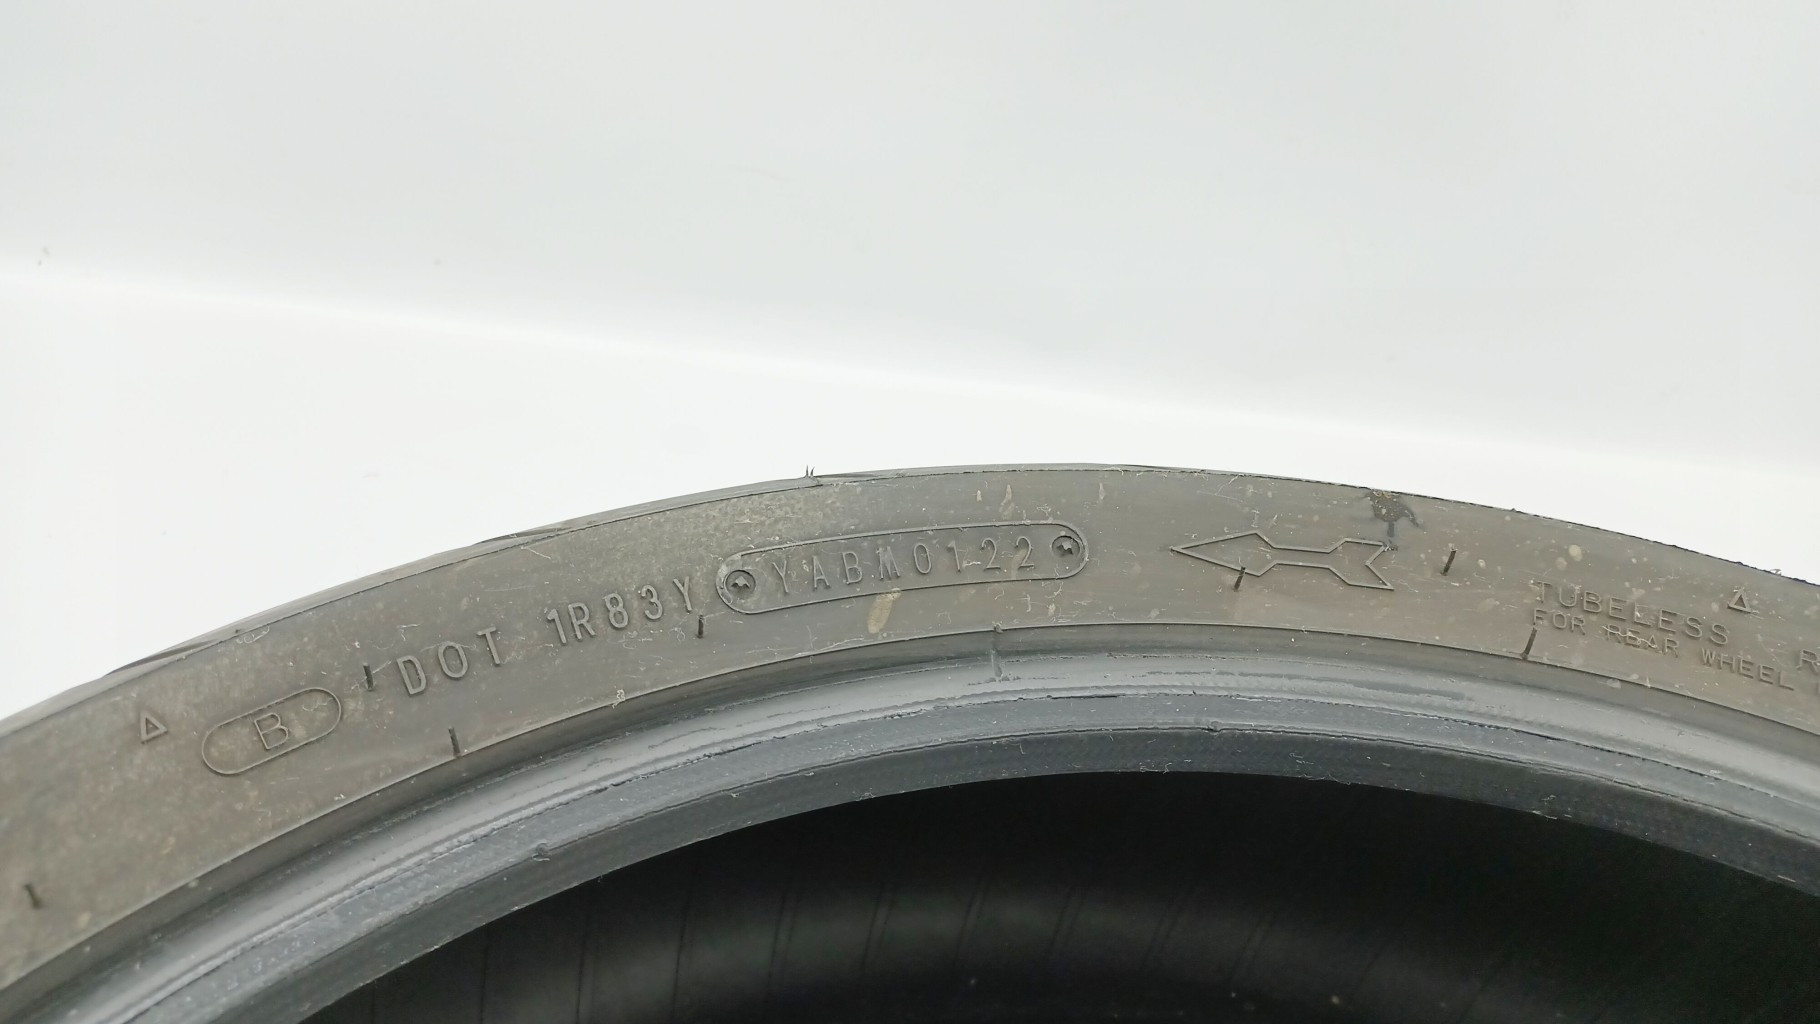 B
DOT 1R83Y YABM0122
TUBELESS
FOR REAR WHEEL